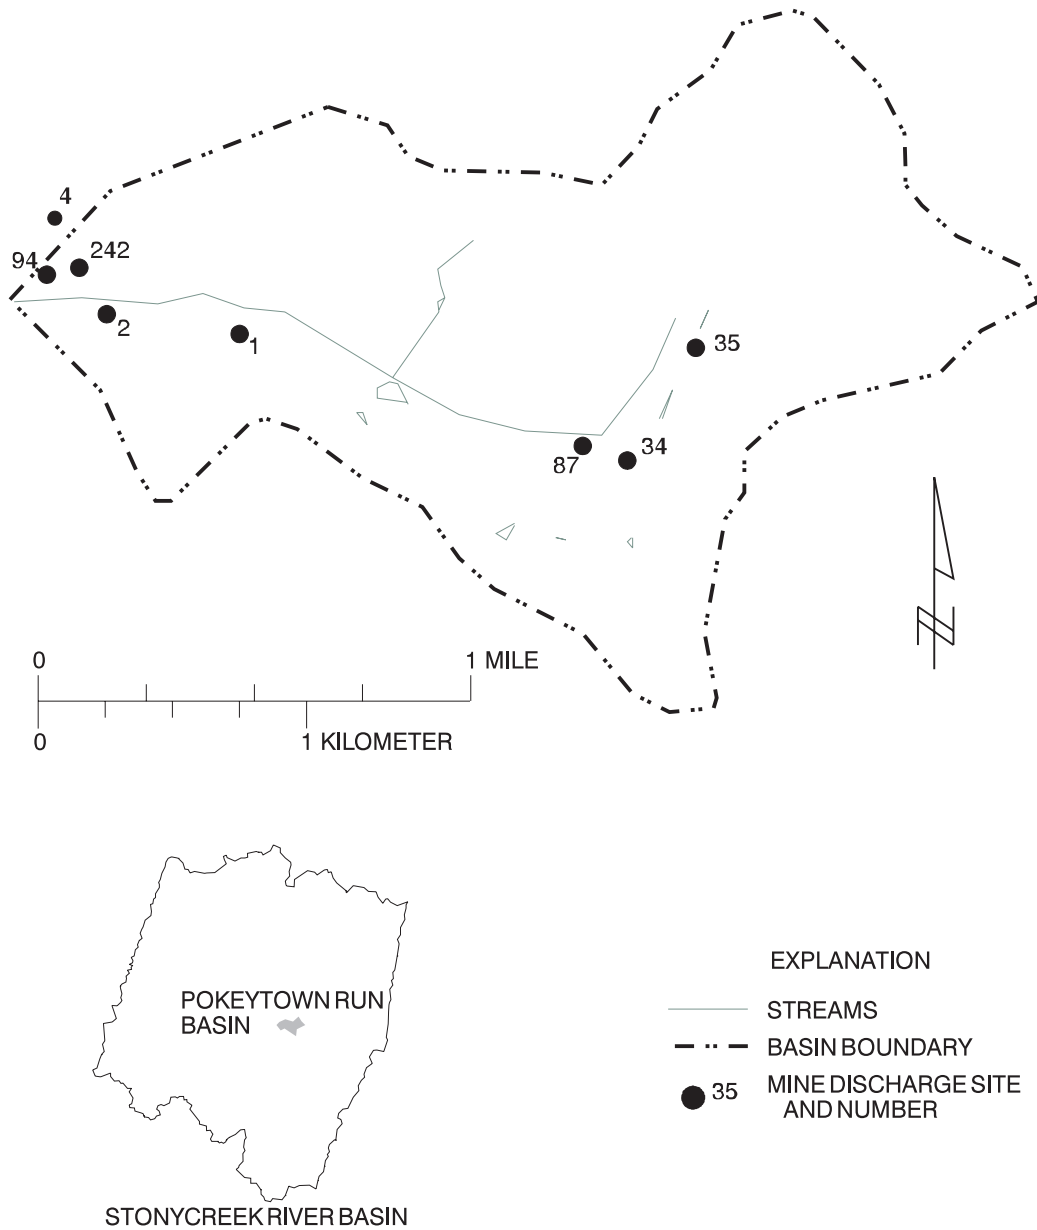 4
94
242
2
1
35
87
34
0
1 MILE
0
1 KILOMETER
N
POKEYTOWN RUN
BASIN
EXPLANATION
STREAMS
BASIN BOUNDARY
35
MINE DISCHARGE SITE
AND NUMBER
STONYCREEK RIVER BASIN